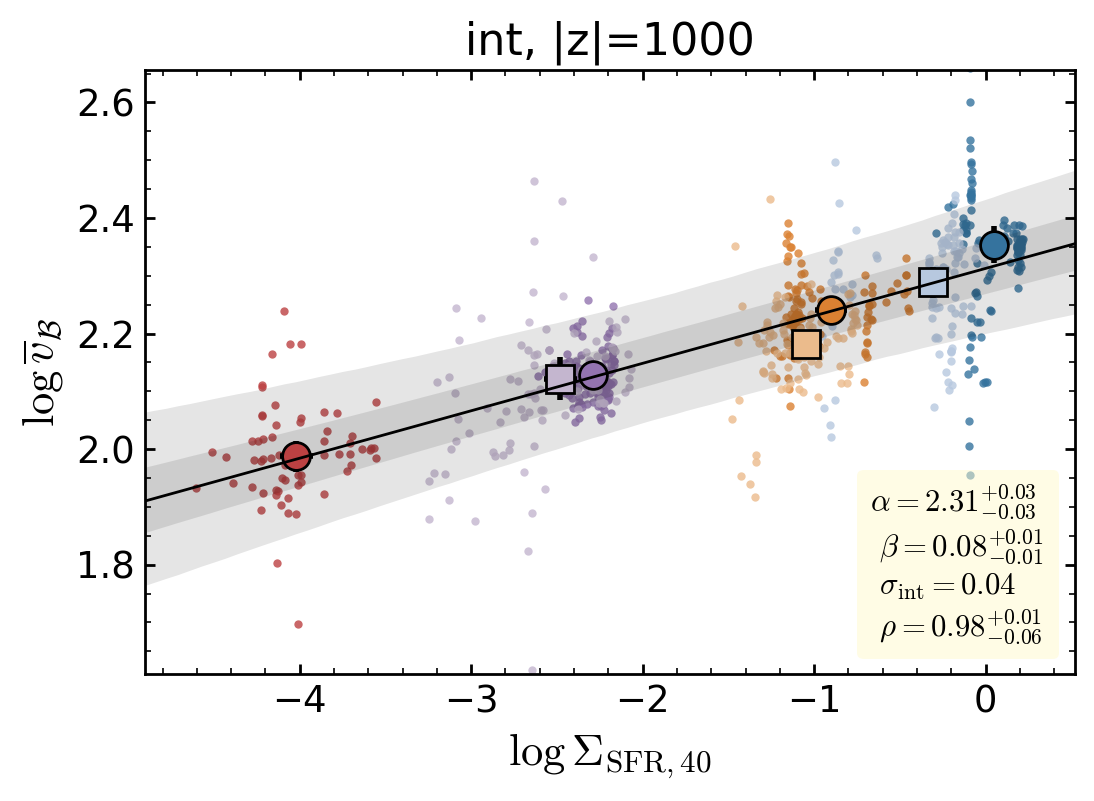 int, |z|=1000
2.6
2.4
2.2
2.0
1.8
log v̅_ℬ
α = 2.31^{+0.03}_{−0.03}
β = 0.08^{+0.01}_{−0.01}
σ_int = 0.04
ρ = 0.98^{+0.01}_{−0.06}
−4 −3 −2 −1 0
log Σ_{SFR, 40}